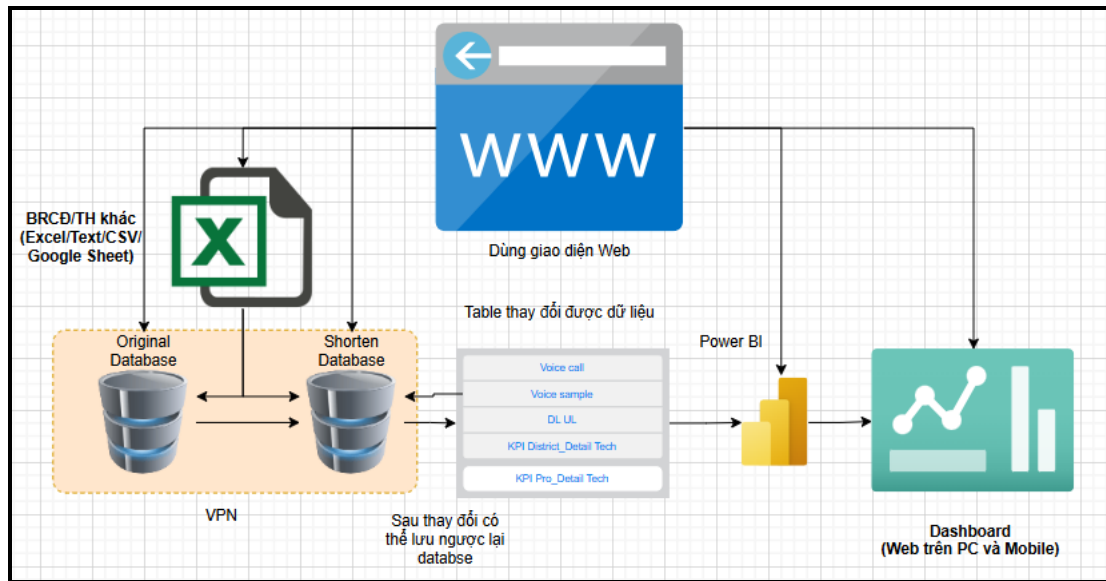 WWW
X
BRCĐ/TH khác
(Excel/Text/CSV/
Google Sheet)
Dùng giao diện Web
Table thay đổi được dữ liệu
Original
Database
Shorten
Database
Voice call
Voice sample
DL UL
KPI District_Detail Tech
KPI Pro_Detail Tech
Power BI
VPN
Sau thay đổi có
thể lưu ngược lại
databse
Dashboard
(Web trên PC và Mobile)